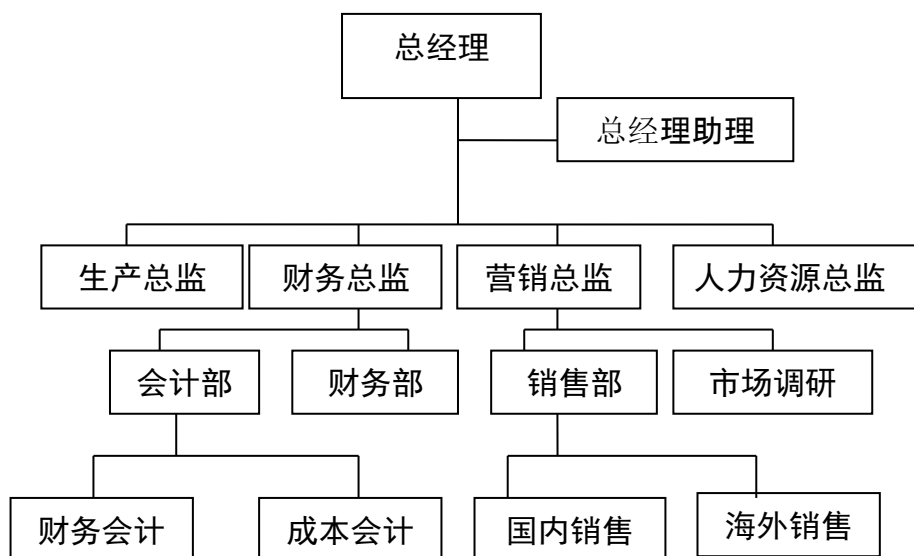 总经理
总经理助理
生产总监
财务总监
营销总监
人力资源总监
会计部
财务部
销售部
市场调研
财务会计
成本会计
国内销售
海外销售